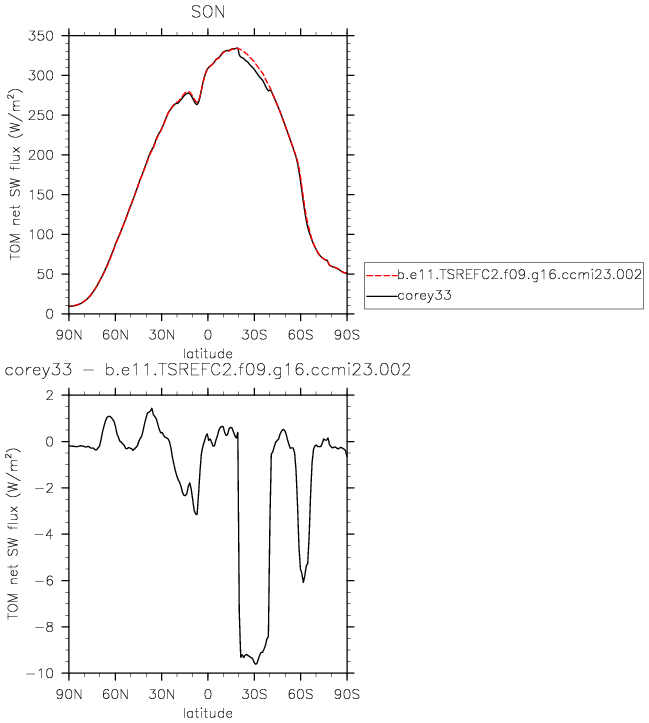 SON
350
300
250
200
150
100
50
0
TOM net SW flux (W/m²)
90N 60N 30N 0 30S 60S 90S
latitude
b.e11.TSREFC2.f09.g16.ccmi23.002
corey33
corey33 − b.e11.TSREFC2.f09.g16.ccmi23.002
2
0
−2
−4
−6
−8
−10
TOM net SW flux (W/m²)
90N 60N 30N 0 30S 60S 90S
latitude